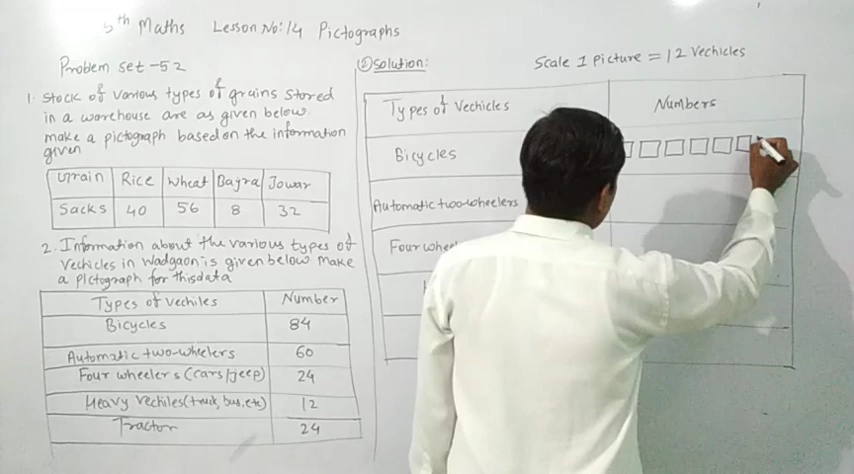 5th Maths Lesson No: 14 Pictographs
Problem set - 52
1. Stock of various types of grains stored
in a warehouse are as given below.
make a pictograph based on the information
given
Grain Rice Wheat Bajra Jowar
Sacks 40 56 8 32
2. Information about the various types of
vechicles in Wadgaon is given below make
a pictograph for this data
Types of vechiles Number
Bicycles 84
Automatic two-wheelers 60
Four wheelers (cars/jeep) 24
Heavy vechiles (truck, bus, etc) 12
Tractor 24
② Solution:
Scale 1 Picture = 12 Vechicles
Types of Vechicles Numbers
Bicycles
Automatic two-wheelers